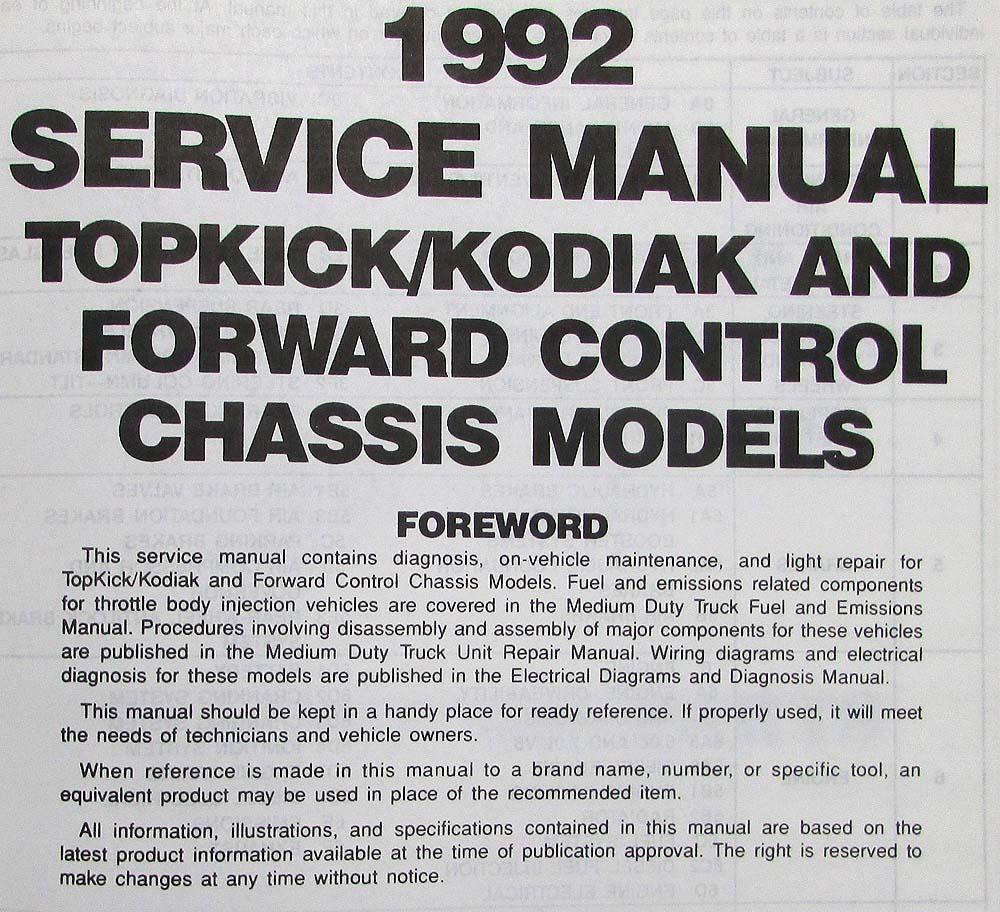 1992
SERVICE MANUAL
TOPKICK/KODIAK AND
FORWARD CONTROL
CHASSIS MODELS
FOREWORD
This service manual contains diagnosis, on-vehicle maintenance, and light repair for
TopKick/Kodiak and Forward Control Chassis Models. Fuel and emissions related components
for throttle body injection vehicles are covered in the Medium Duty Truck Fuel and Emissions
Manual. Procedures involving disassembly and assembly of major components for these vehicles
are published in the Medium Duty Truck Unit Repair Manual. Wiring diagrams and electrical
diagnosis for these models are published in the Electrical Diagrams and Diagnosis Manual.
This manual should be kept in a handy place for ready reference. If properly used, it will meet
the needs of technicians and vehicle owners.
When reference is made in this manual to a brand name, number, or specific tool, an
equivalent product may be used in place of the recommended item.
All information, illustrations, and specifications contained in this manual are based on the
latest product information available at the time of publication approval. The right is reserved to
make changes at any time without notice.